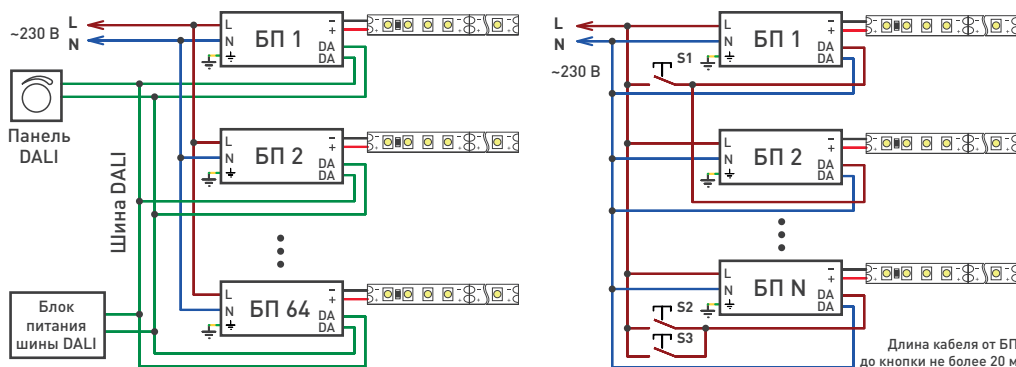 L
~230 В
N
L
N
БП 1
−
+
DA
DA
Панель
DALI
Шина DALI
L
N
БП 2
−
+
DA
DA
L
N
БП 64
−
+
DA
DA
Блок
питания
шины DALI
L
N
~230 В
S1
L
N
БП 1
−
+
DA
DA
L
N
БП 2
−
+
DA
DA
L
N
БП N
−
+
DA
DA
S2
S3
Длина кабеля от БП
до кнопки не более 20 м